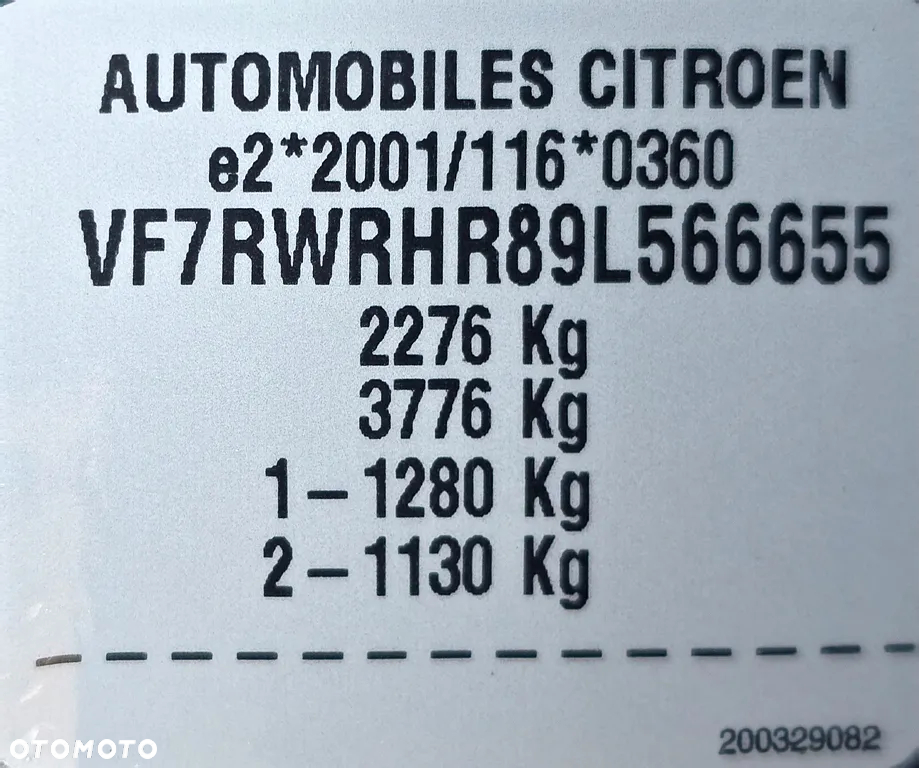 AUTOMOBILES CITROEN
e2*2001/116*0360
VF7RWRHR89L566655
2276 Kg
3776 Kg
1 – 1280 Kg
2 – 1130 Kg
200329082
OTOMOTO